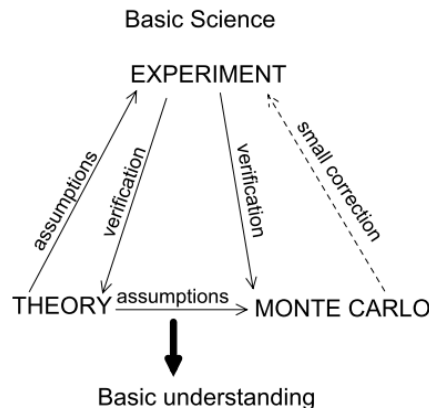 Basic Science
EXPERIMENT
assumptions
verification
verification
small correction
THEORY
assumptions
MONTE CARLO
Basic understanding